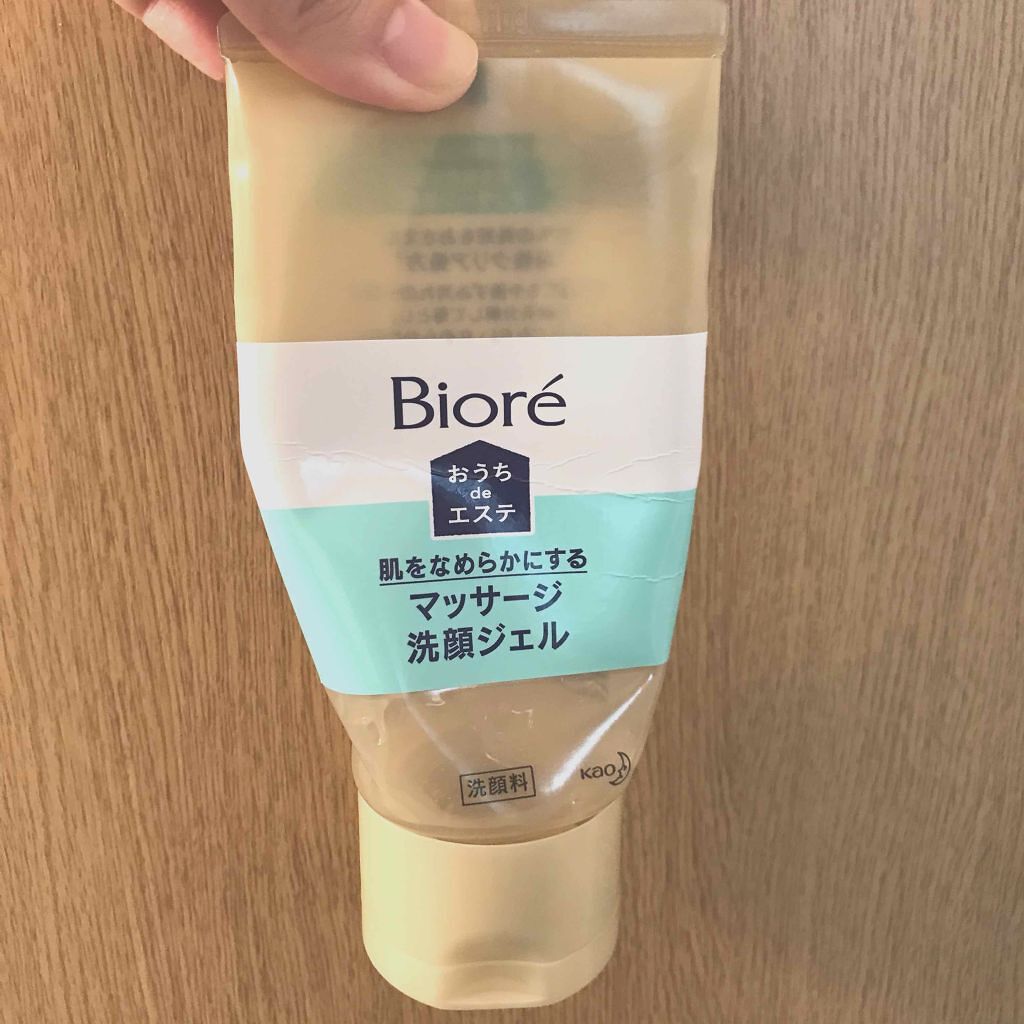 Bioré
おうち
de
エステ
肌をなめらかにする
マッサージ
洗顔ジェル
洗顔料
Kao